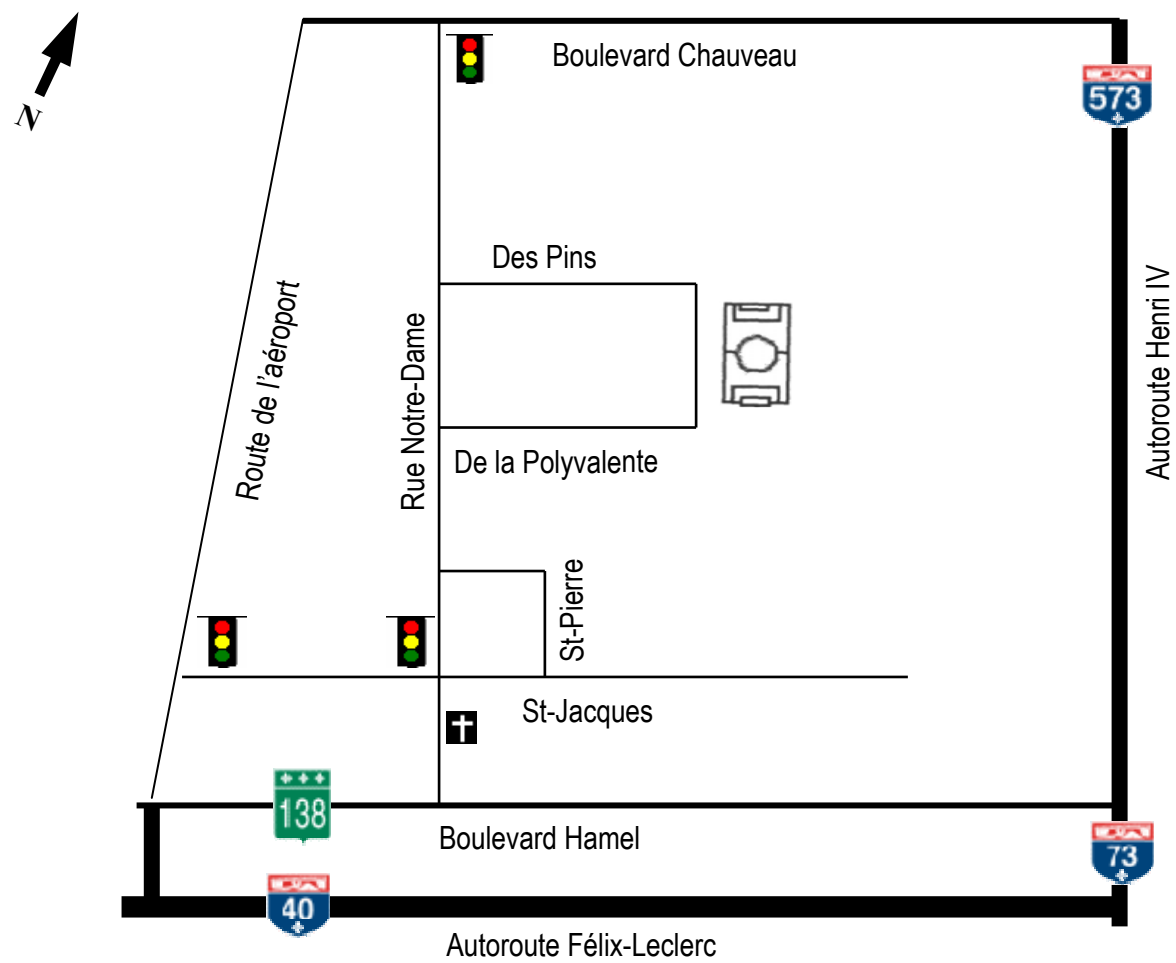 N
Boulevard Chauveau
573
Des Pins
Route de l'aéroport
Rue Notre-Dame
Autoroute Henri IV
De la Polyvalente
St-Pierre
St-Jacques
138
Boulevard Hamel
73
40
Autoroute Félix-Leclerc